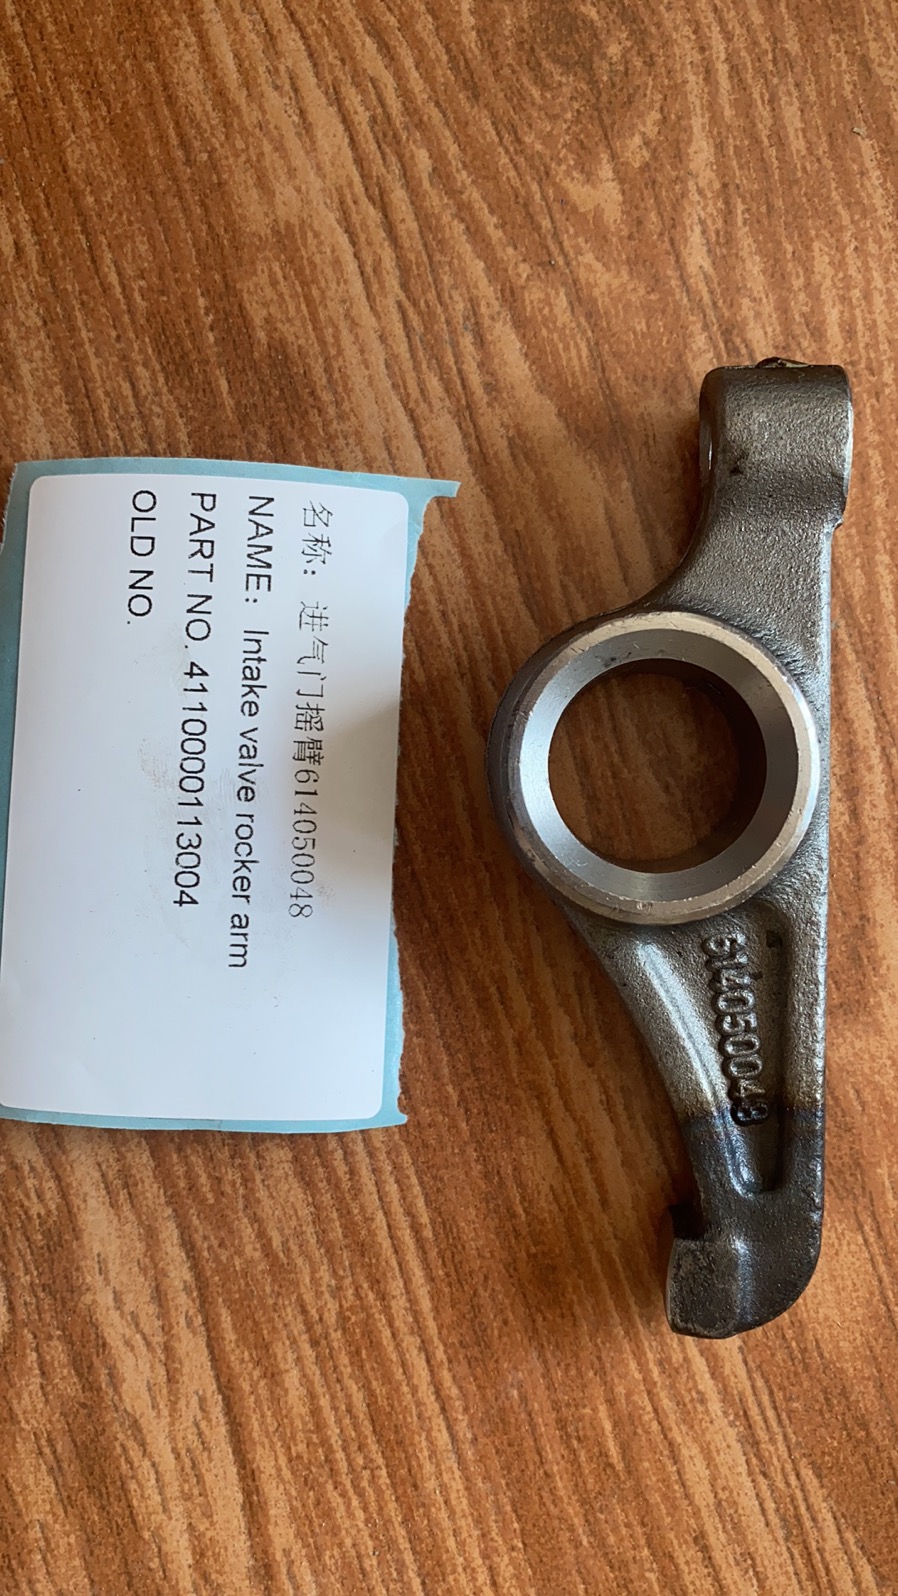 名称：进气门摇臂614050048
NAME：Intake valve rocker arm
PART NO. 4110000113004
OLD NO.
614050048